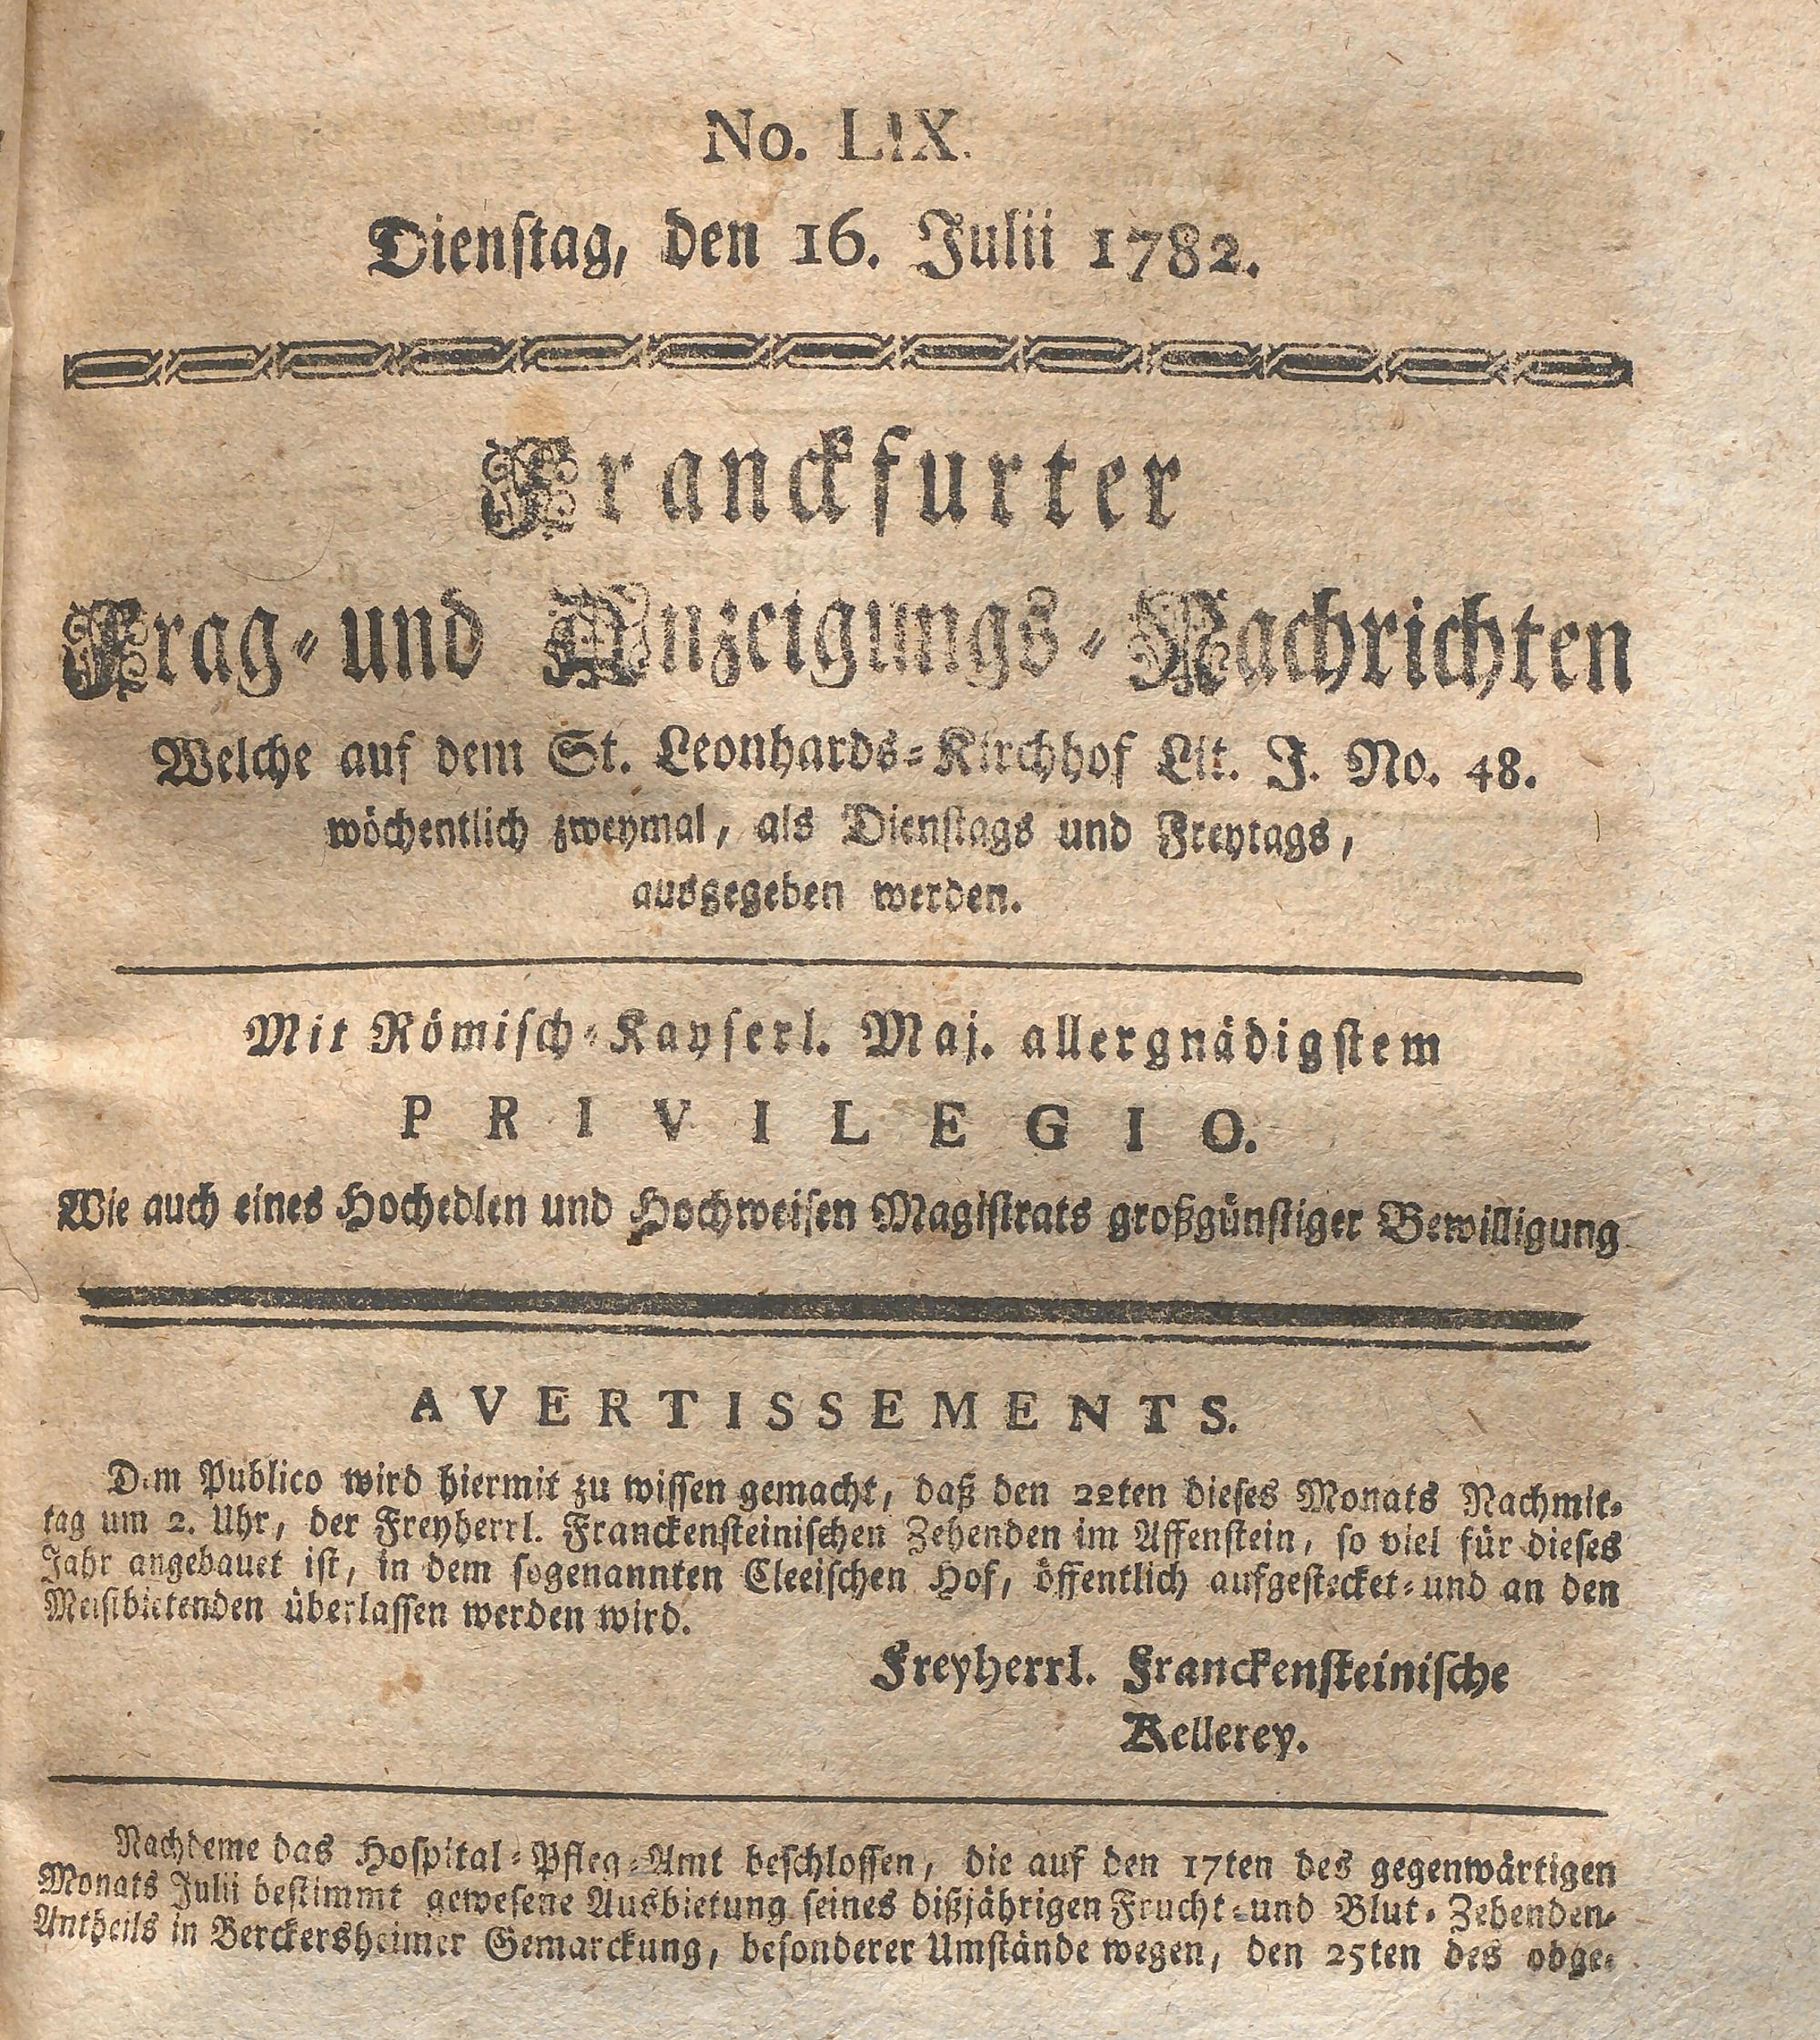 No. LIX.
Dienstag, den 16. Julii 1782.
Franckfurter
Frag- und Anzeigungs-Nachrichten
Welche auf dem St. Leonhards-Kirchhof Lit. J. No. 48.
wöchentlich zweymal, als Dienstags und Freytags,
ausgegeben werden.
Mit Römisch-Kayserl. Maj. allergnädigstem
PRIVILEGIO.
Wie auch eines Hochedlen und Hochweisen Magistrats großgünstiger Bewilligung
AVERTISSEMENTS.
Dem Publico wird hiermit zu wissen gemacht, daß den 22ten dieses Monats Nachmit-
tag um 2. Uhr, der Freyherrl. Franckensteinischen Zehenden im Affenstein, so viel für dieses
Jahr angebauet ist, in dem sogenannten Cleeischen Hof, öffentlich aufgestecket- und an den
Meistbietenden überlassen werden wird.
Freyherrl. Franckensteinische
Kellerey.
Nachdeme das Hospital-Pfleg-Amt beschlossen, die auf den 17ten des gegenwärtigen
Monats Julii bestimmt gewesene Ausbietung seines dißjährigen Frucht- und Blut-Zehenden-
Antheils in Berckersheimer Gemarckung, besonderer Umstände wegen, den 25ten des obge-